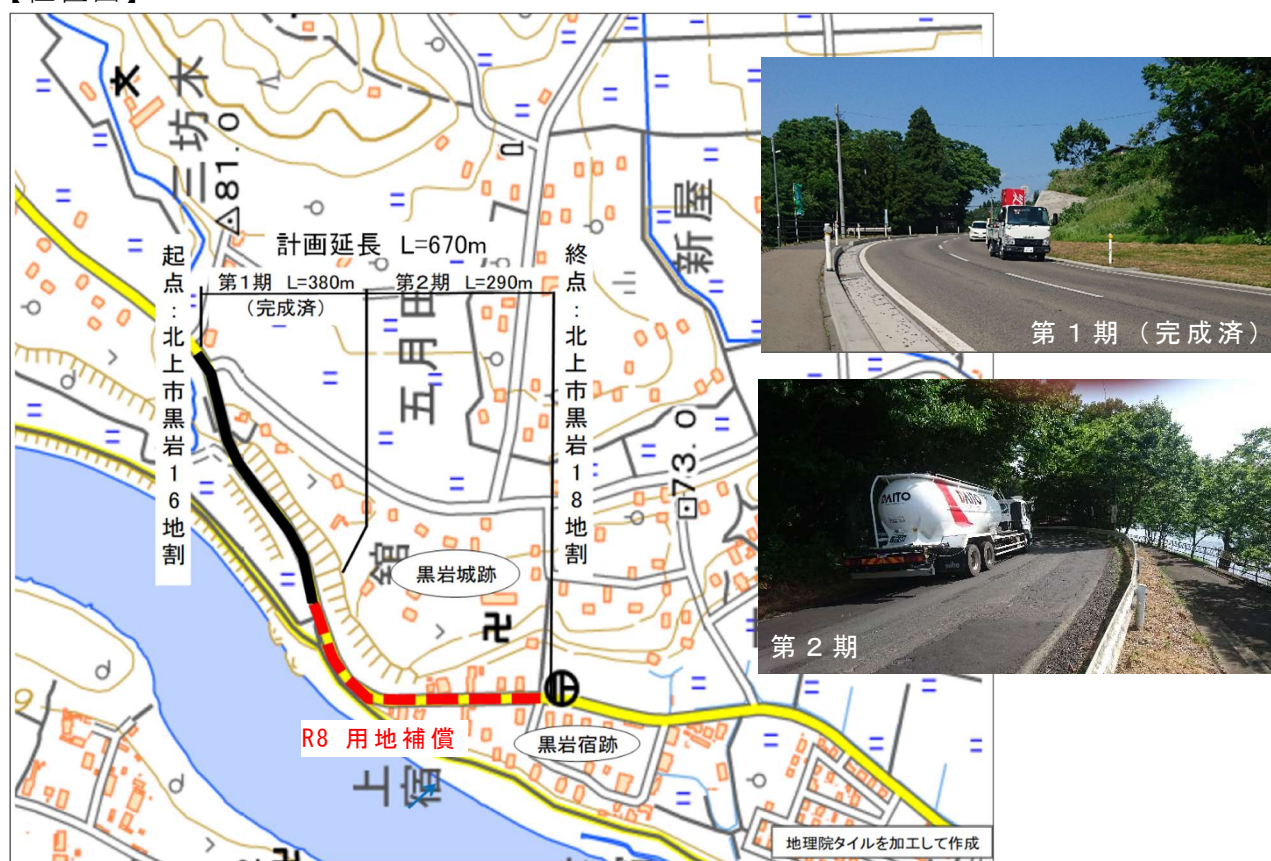 三坊木
81.0
計画延長 L=670m
起点：北上市黒岩16地割
第1期 L=380m
（完成済）
第2期 L=290m
終点：北上市黒岩18地割
新屋
五月田
73.0
舘
黒岩城跡
R8 用地補償
黒岩宿跡
上宿
地理院タイルを加工して作成
第1期（完成済）
DAITO
DAITO
第2期